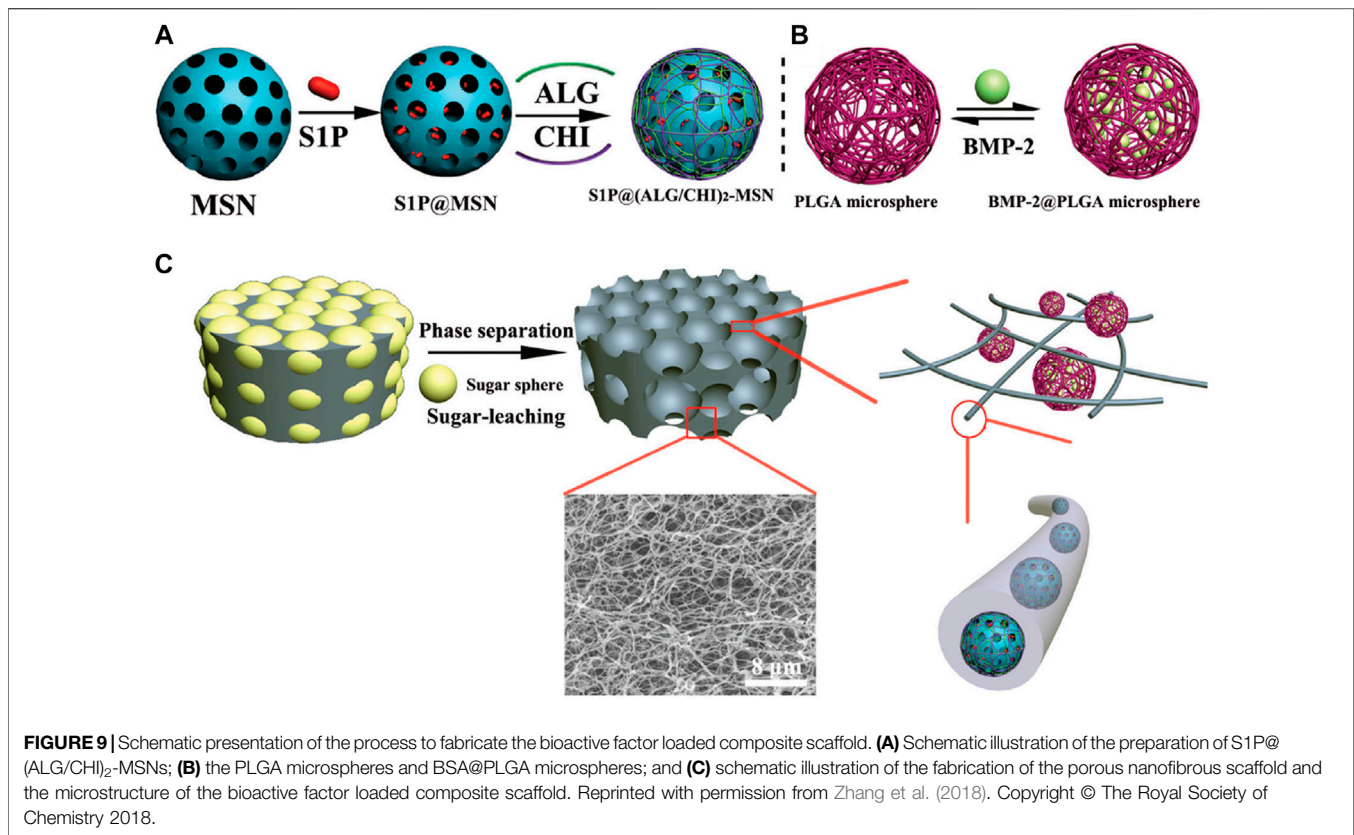 A
B
S1P
ALG
CHI
BMP-2
MSN
S1P@MSN
S1P@(ALG/CHI)₂-MSN
PLGA microsphere
BMP-2@PLGA microsphere
C
Phase separation
Sugar sphere
Sugar-leaching
8 µm
FIGURE 9 | Schematic presentation of the process to fabricate the bioactive factor loaded composite scaffold. (A) Schematic illustration of the preparation of S1P@
(ALG/CHI)₂-MSNs; (B) the PLGA microspheres and BSA@PLGA microspheres; and (C) schematic illustration of the fabrication of the porous nanofibrous scaffold and
the microstructure of the bioactive factor loaded composite scaffold. Reprinted with permission from Zhang et al. (2018). Copyright © The Royal Society of
Chemistry 2018.